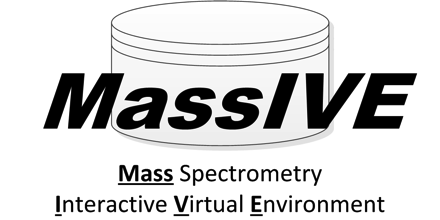 MassIVE
Mass Spectrometry
Interactive Virtual Environment